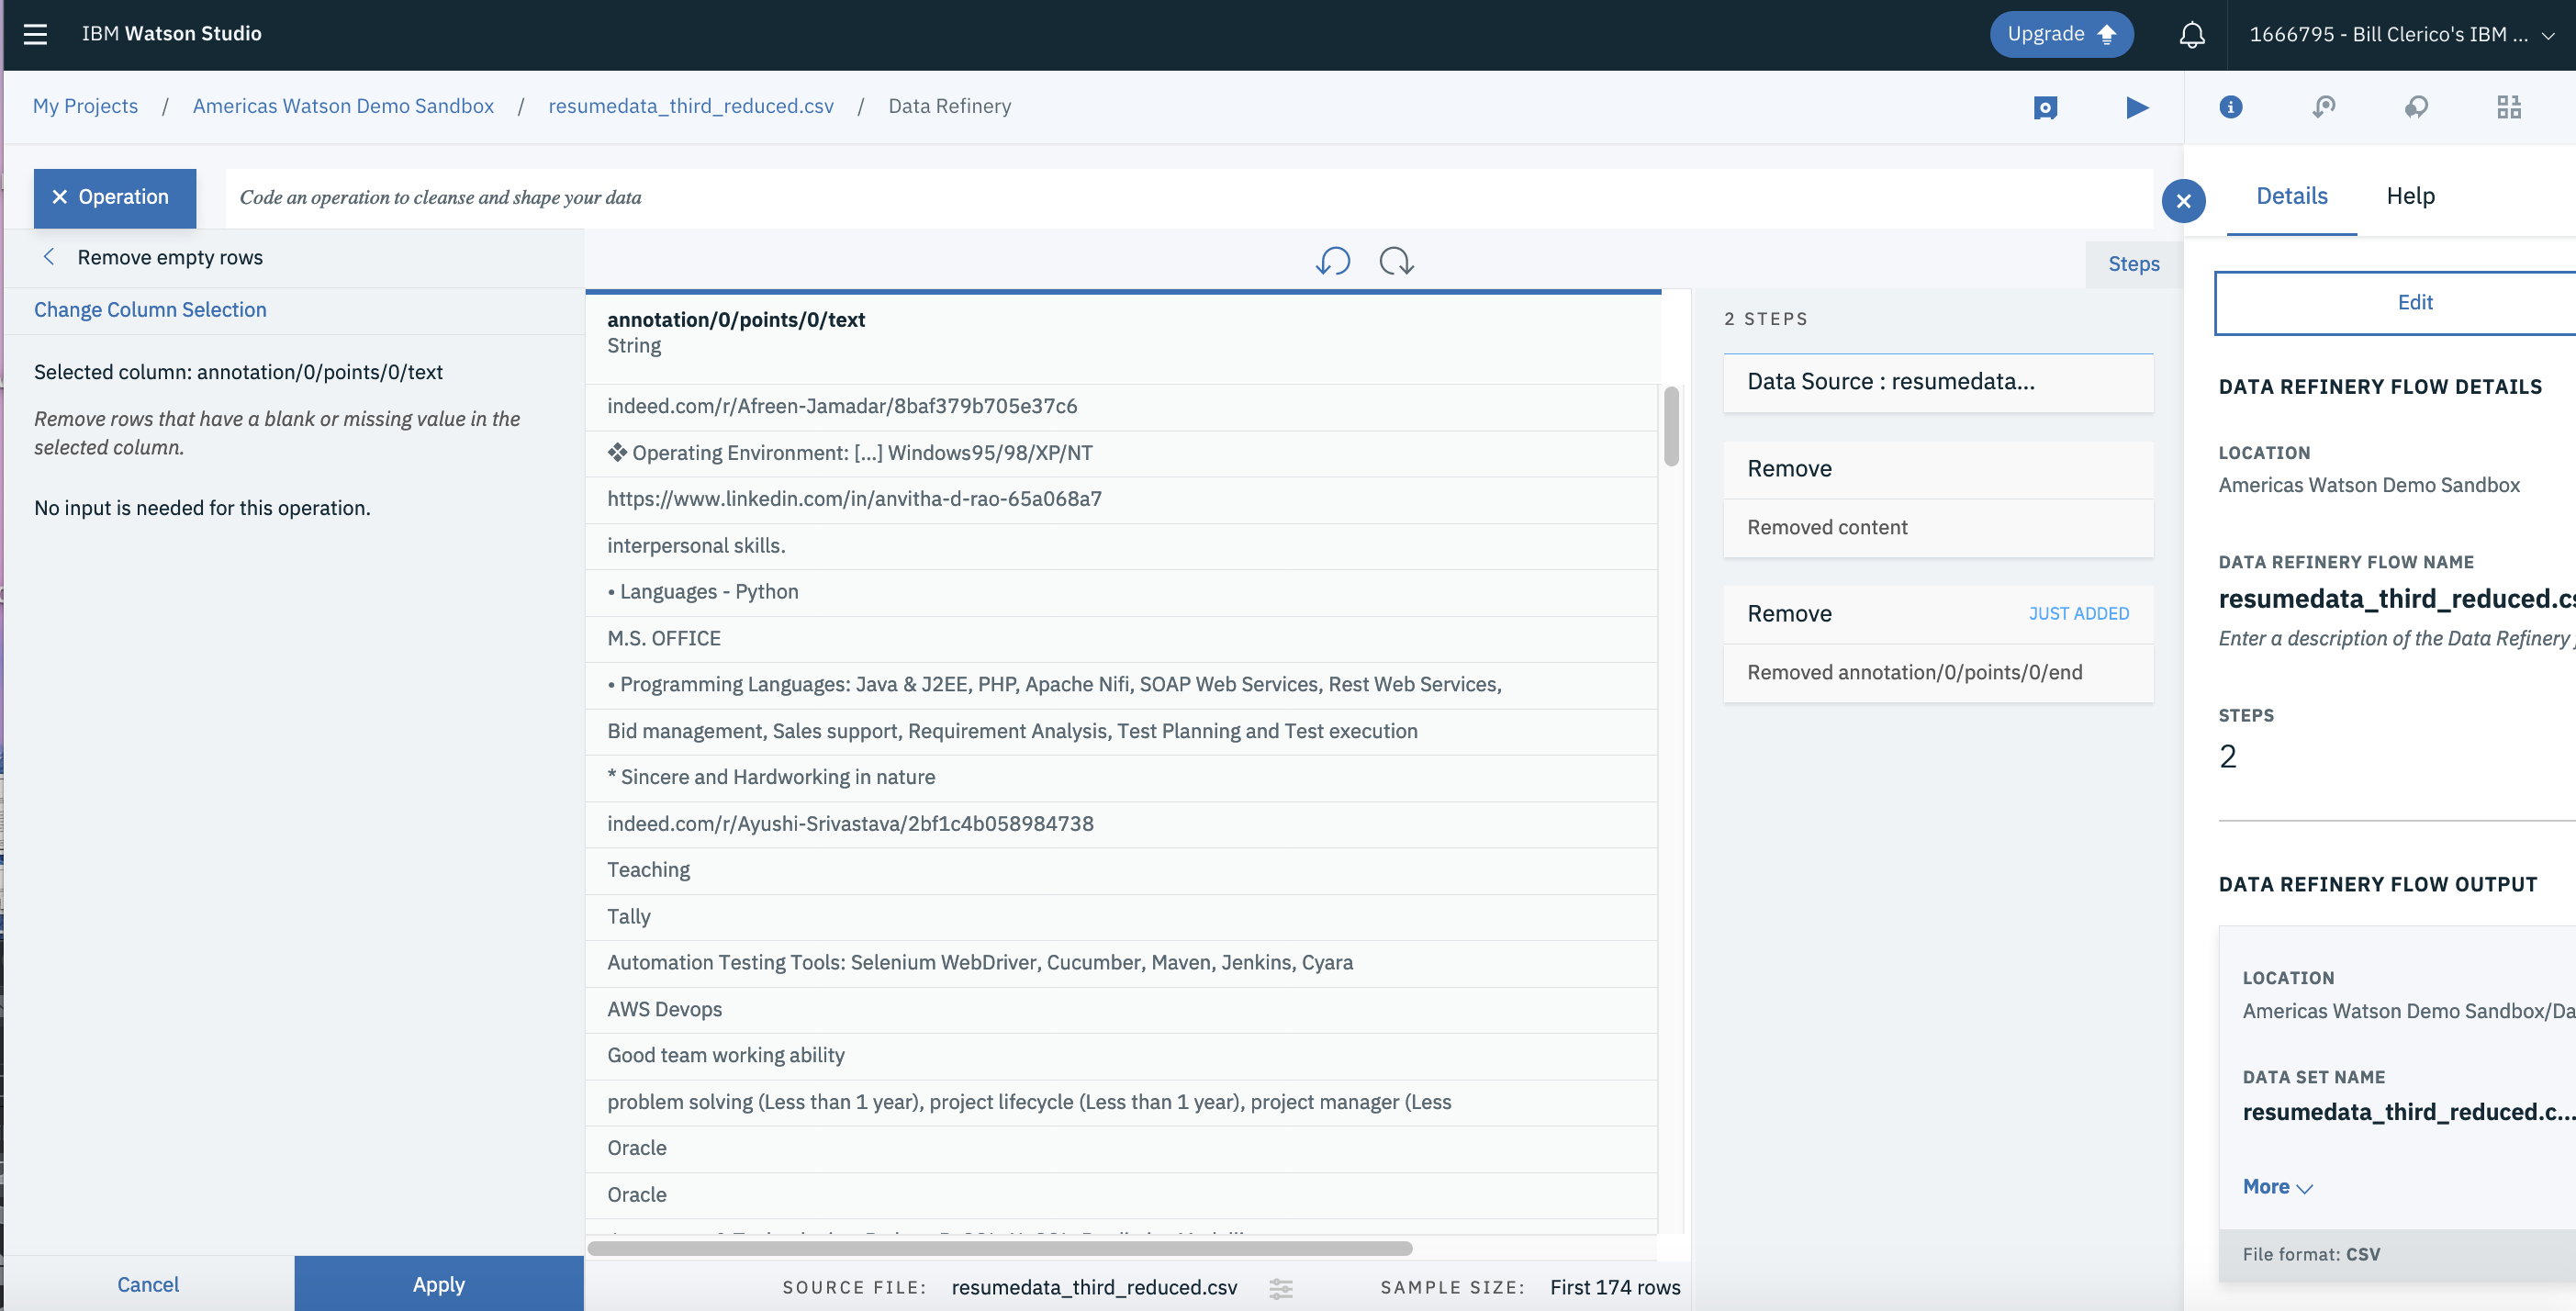 IBM Watson Studio
Upgrade
1666795 - Bill Clerico's IBM ...
My Projects / Americas Watson Demo Sandbox / resumedata_third_reduced.csv / Data Refinery
Operation
Code an operation to cleanse and shape your data
Remove empty rows
Change Column Selection
Selected column: annotation/0/points/0/text
Remove rows that have a blank or missing value in the
selected column.
No input is needed for this operation.
Cancel
Apply
annotation/0/points/0/text
String
indeed.com/r/Afreen-Jamadar/8baf379b705e37c6
❖ Operating Environment: [...] Windows95/98/XP/NT
https://www.linkedin.com/in/anvitha-d-rao-65a068a7
interpersonal skills.
• Languages - Python
M.S. OFFICE
• Programming Languages: Java & J2EE, PHP, Apache Nifi, SOAP Web Services, Rest Web Services,
Bid management, Sales support, Requirement Analysis, Test Planning and Test execution
* Sincere and Hardworking in nature
indeed.com/r/Ayushi-Srivastava/2bf1c4b058984738
Teaching
Tally
Automation Testing Tools: Selenium WebDriver, Cucumber, Maven, Jenkins, Cyara
AWS Devops
Good team working ability
problem solving (Less than 1 year), project lifecycle (Less than 1 year), project manager (Less
Oracle
Oracle
SOURCE FILE: resumedata_third_reduced.csv
SAMPLE SIZE: First 174 rows
Steps
2 STEPS
Data Source : resumedata...
Remove
Removed content
Remove JUST ADDED
Removed annotation/0/points/0/end
Details
Help
Edit
DATA REFINERY FLOW DETAILS
LOCATION
Americas Watson Demo Sandbox
DATA REFINERY FLOW NAME
resumedata_third_reduced.cs
Enter a description of the Data Refinery
STEPS
2
DATA REFINERY FLOW OUTPUT
LOCATION
Americas Watson Demo Sandbox/Da
DATA SET NAME
resumedata_third_reduced.c...
More
File format: CSV